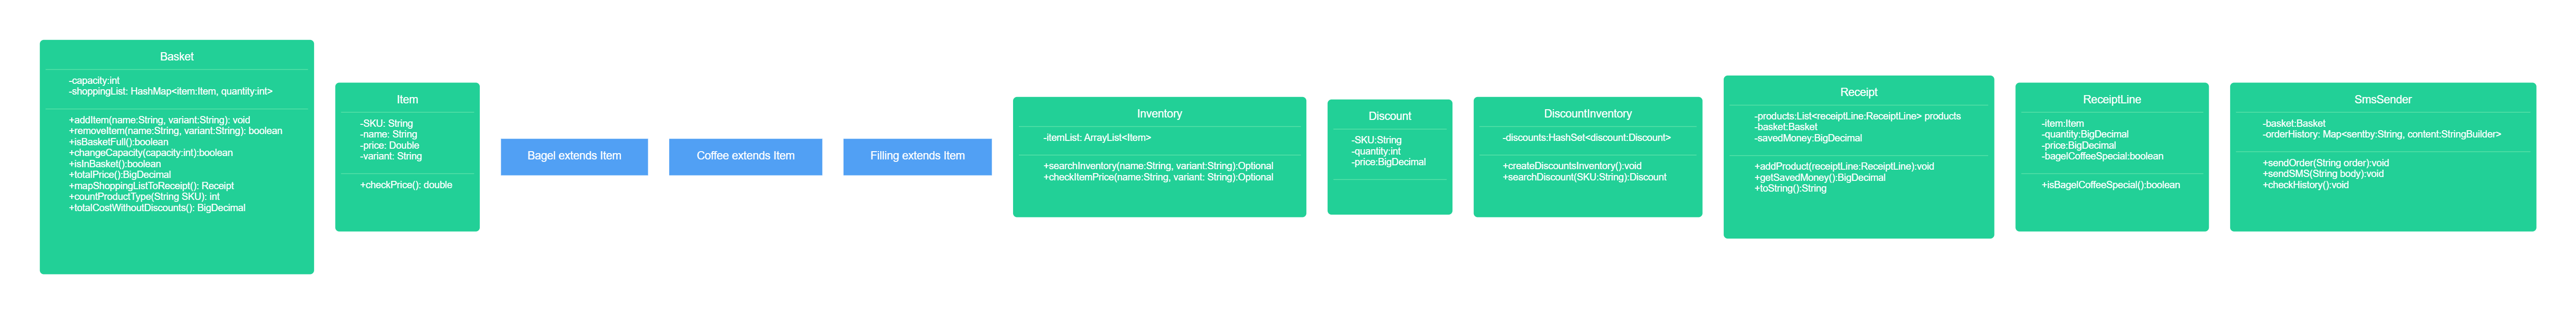 Basket
-capacity:int
-shoppingList: HashMap<item:Item, quantity:int>
+addItem(name:String, variant:String): void
+removeItem(name:String, variant:String): boolean
+isBasketFull():boolean
+changeCapacity(capacity:int):boolean
+isInBasket():boolean
+totalPrice():BigDecimal
+mapShoppingListToReceipt(): Receipt
+countProductType(String SKU): int
+totalCostWithoutDiscounts(): BigDecimal
Item
-SKU: String
-name: String
-price: Double
-variant: String
+checkPrice(): double
Bagel extends Item
Coffee extends Item
Filling extends Item
Inventory
-itemList: ArrayList<Item>
+searchInventory(name:String, variant:String):Optional
+checkItemPrice(name:String, variant: String):Optional
Discount
-SKU:String
-quantity:int
-price:BigDecimal
DiscountInventory
-discounts:HashSet<discount:Discount>
+createDiscountsInventory():void
+searchDiscount(SKU:String):Discount
Receipt
-products:List<receiptLine:ReceiptLine> products
-basket:Basket
-savedMoney:BigDecimal
+addProduct(receiptLine:ReceiptLine):void
+getSavedMoney():BigDecimal
+toString():String
ReceiptLine
-item:Item
-quantity:BigDecimal
-price:BigDecimal
-bagelCoffeeSpecial:boolean
+isBagelCoffeeSpecial():boolean
SmsSender
-basket:Basket
-orderHistory: Map<sentby:String, content:StringBuilder>
+sendOrder(String order):void
+sendSMS(String body):void
+checkHistory():void